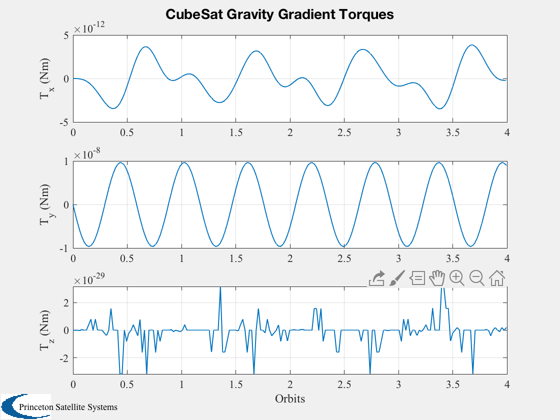 CubeSat Gravity Gradient Torques
×10^-12
5
0
-5
T_x (Nm)
0 0.5 1 1.5 2 2.5 3 3.5 4
×10^-8
1
0
-1
T_y (Nm)
0 0.5 1 1.5 2 2.5 3 3.5 4
×10^-29
2
0
-2
T_z (Nm)
0 0.5 1 1.5 2 2.5 3 3.5 4
Orbits
Princeton Satellite Systems